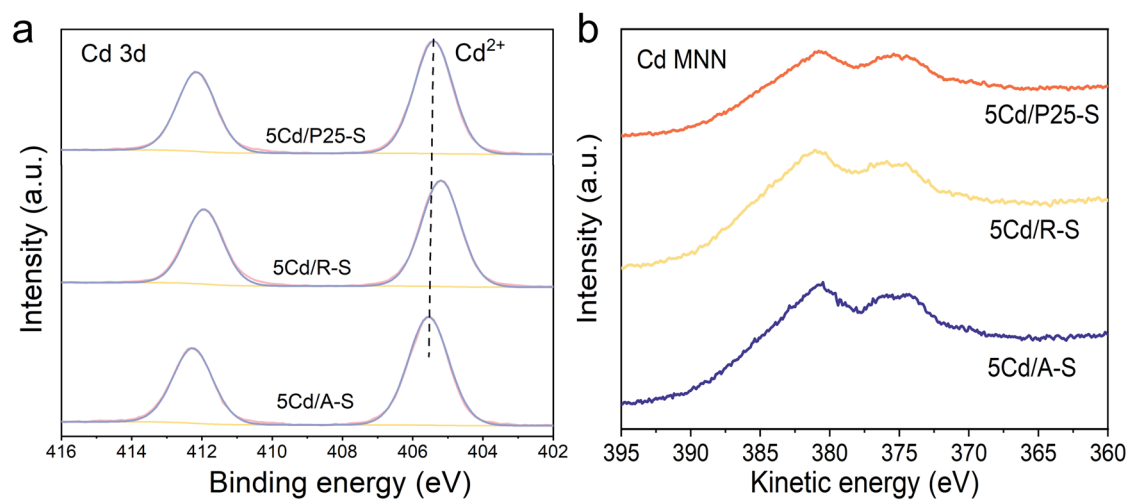 a
Cd 3d
Cd²⁺
5Cd/P25-S
5Cd/R-S
5Cd/A-S
Intensity (a.u.)
416 414 412 410 408 406 404 402
Binding energy (eV)
b
Cd MNN
5Cd/P25-S
5Cd/R-S
5Cd/A-S
Intensity (a.u.)
395 390 385 380 375 370 365 360
Kinetic energy (eV)